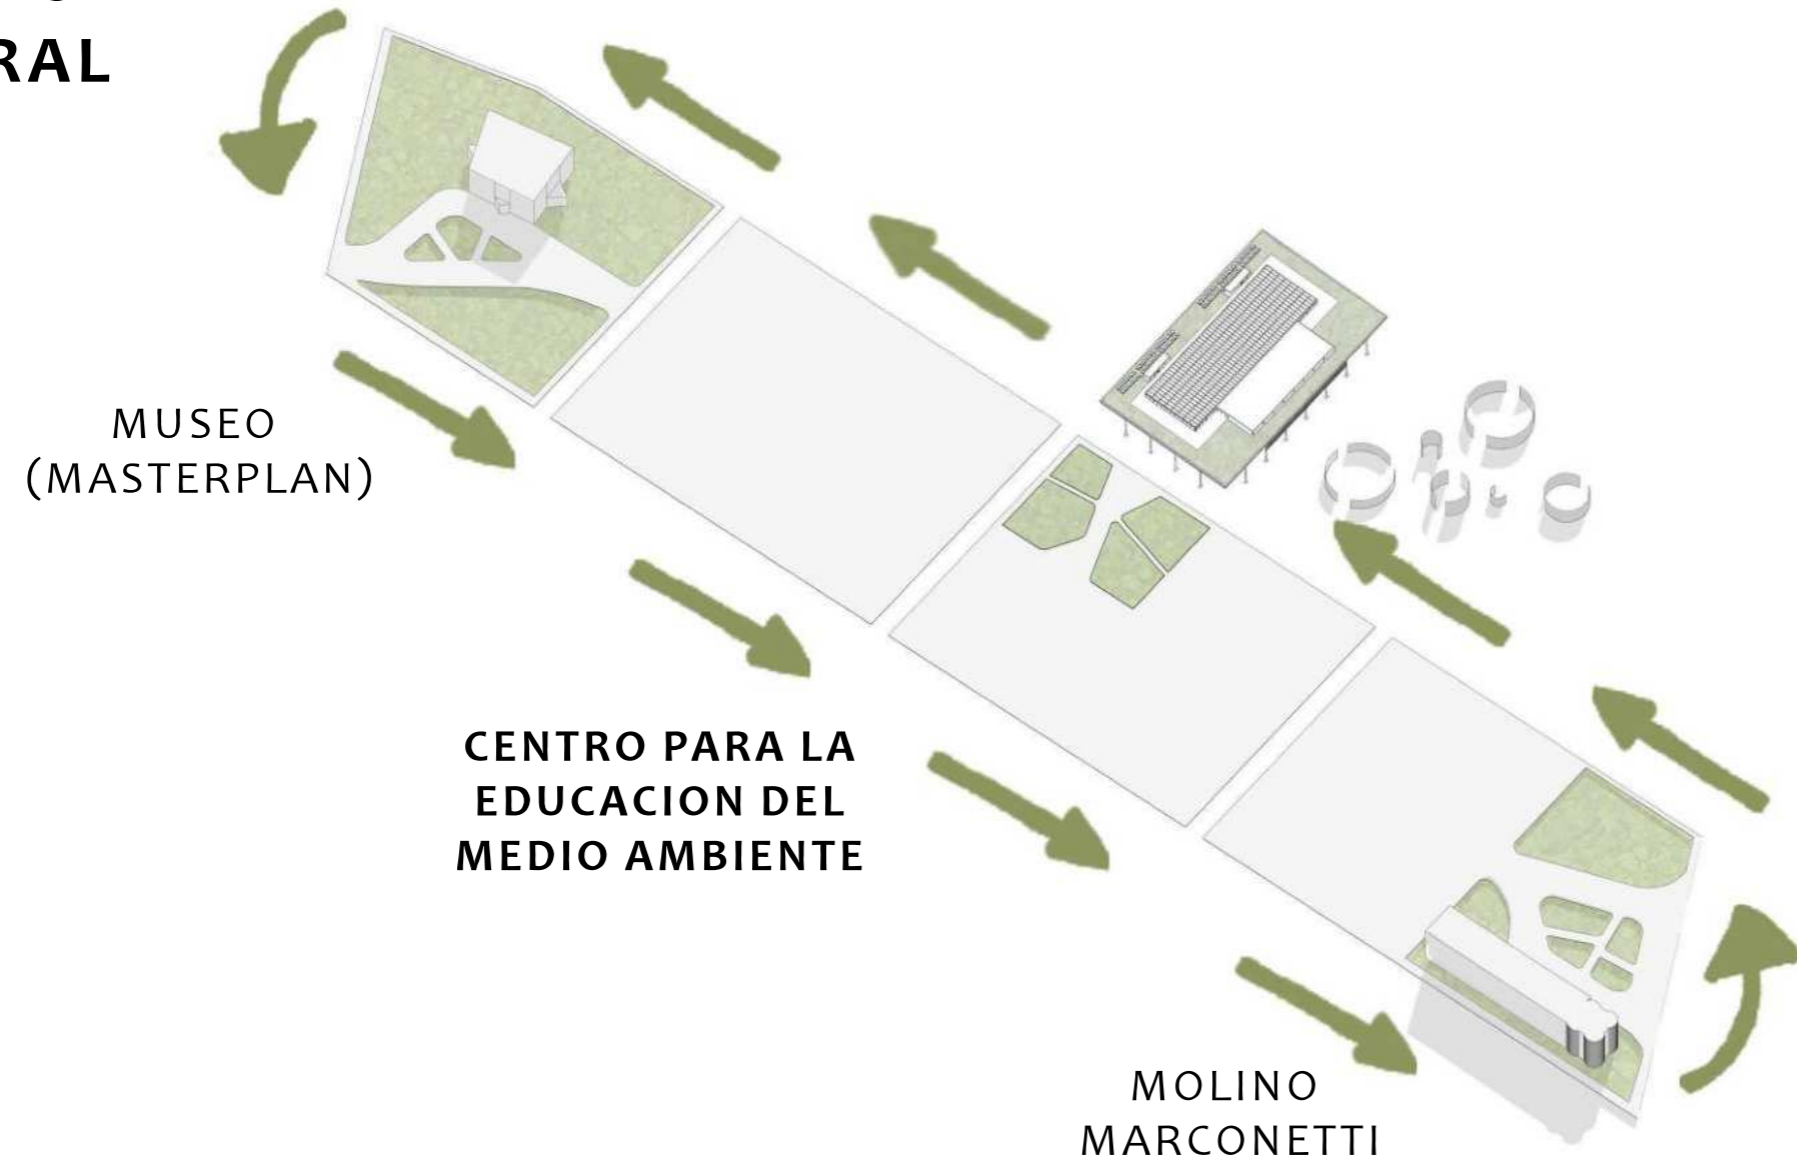 RAL
MUSEO
(MASTERPLAN)
CENTRO PARA LA
EDUCACION DEL
MEDIO AMBIENTE
MOLINO
MARCONETTI